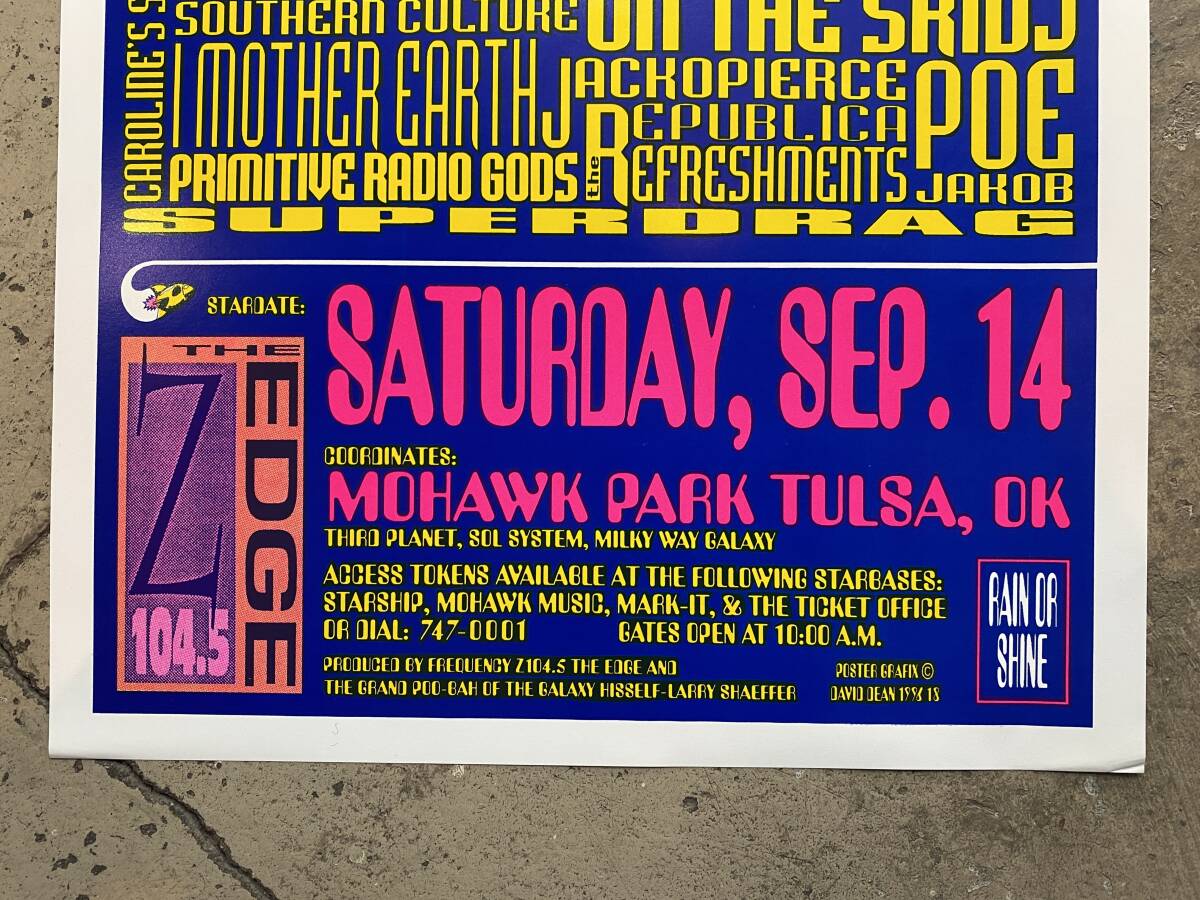 CAROLINE'S S
SOUTHERN CULTURE
ON THE SKIDS
I MOTHER EARTH
JACKOPIERCE
REPUBLICA
POE
PRIMITIVE RADIO GODS
the REFRESHMENTS
JAKOB
SUPERDRAG
STARDATE:
SATURDAY, SEP. 14
THE
EDGE
Z
104.5
COORDINATES:
MOHAWK PARK TULSA, OK
THIRD PLANET, SOL SYSTEM, MILKY WAY GALAXY
ACCESS TOKENS AVAILABLE AT THE FOLLOWING STARBASES:
STARSHIP, MOHAWK MUSIC, MARK-IT, & THE TICKET OFFICE
OR DIAL: 747-0001 GATES OPEN AT 10:00 A.M.
RAIN OR
SHINE
PRODUCED BY FREQUENCY Z104.5 THE EDGE AND
THE GRAND POO-BAH OF THE GALAXY HISSELF-LARRY SHAEFFER
POSTER GRAFIX ©
DAVID DEAN 1996 18